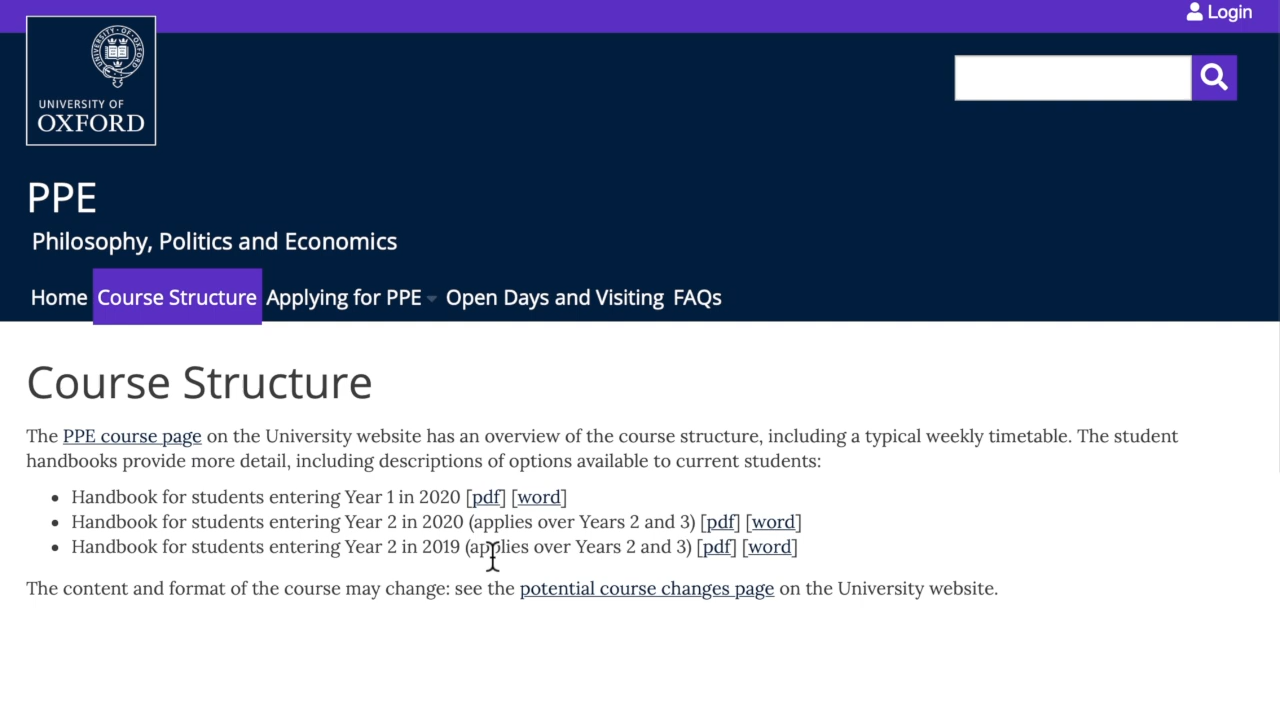 Login
UNIVERSITY OF
OXFORD
PPE
Philosophy, Politics and Economics
Home Course Structure Applying for PPE Open Days and Visiting FAQs
Course Structure
The PPE course page on the University website has an overview of the course structure, including a typical weekly timetable. The student
handbooks provide more detail, including descriptions of options available to current students:
• Handbook for students entering Year 1 in 2020 [pdf] [word]
• Handbook for students entering Year 2 in 2020 (applies over Years 2 and 3) [pdf] [word]
• Handbook for students entering Year 2 in 2019 (applies over Years 2 and 3) [pdf] [word]
The content and format of the course may change: see the potential course changes page on the University website.